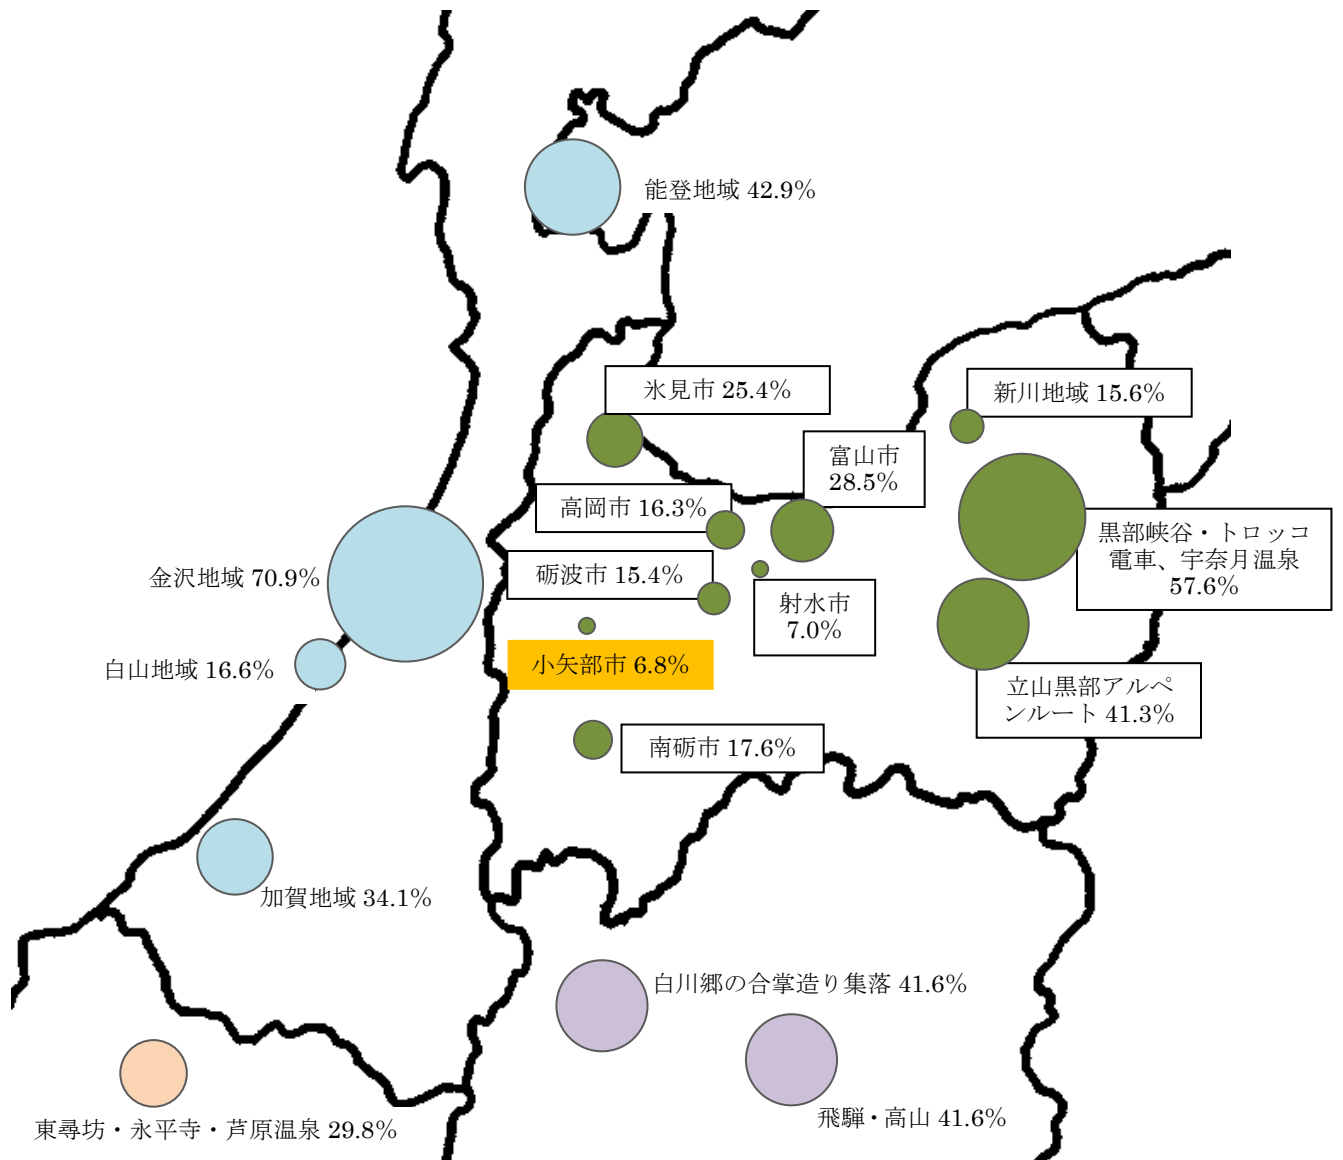 能登地域 42.9%
氷見市 25.4%
新川地域 15.6%
富山市
28.5%
高岡市 16.3%
黒部峡谷・トロッコ
電車、宇奈月温泉
57.6%
金沢地域 70.9%
砺波市 15.4%
射水市
7.0%
白山地域 16.6%
小矢部市 6.8%
立山黒部アルペ
ンルート 41.3%
南砺市 17.6%
加賀地域 34.1%
白川郷の合掌造り集落 41.6%
飛騨・高山 41.6%
東尋坊・永平寺・芦原温泉 29.8%